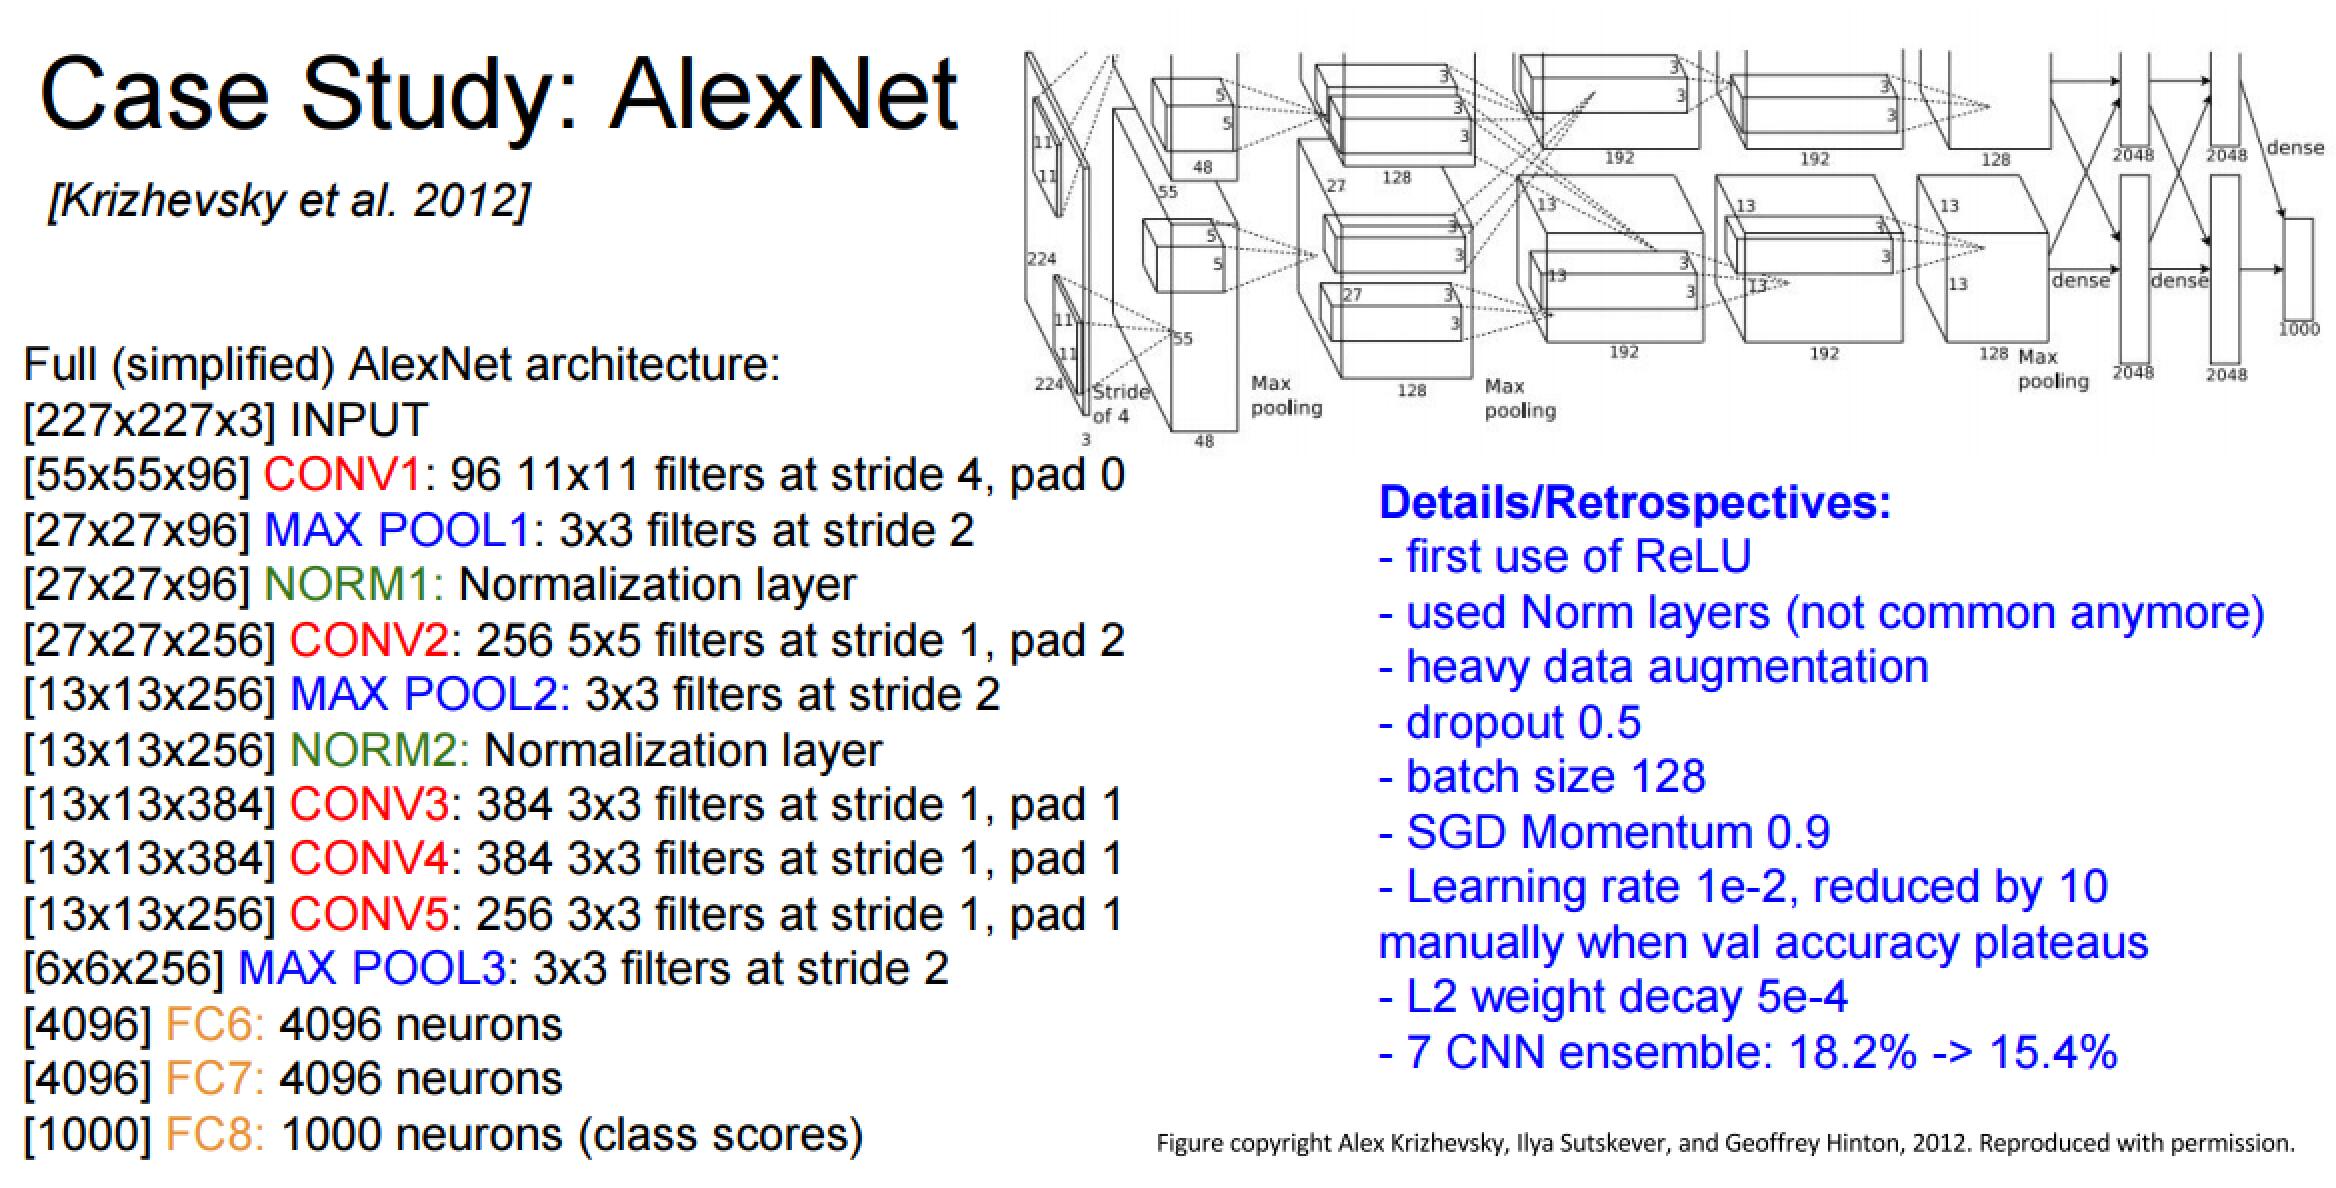 Case Study: AlexNet
[Krizhevsky et al. 2012]
Full (simplified) AlexNet architecture:
[227x227x3] INPUT
[55x55x96] CONV1: 96 11x11 filters at stride 4, pad 0
[27x27x96] MAX POOL1: 3x3 filters at stride 2
[27x27x96] NORM1: Normalization layer
[27x27x256] CONV2: 256 5x5 filters at stride 1, pad 2
[13x13x256] MAX POOL2: 3x3 filters at stride 2
[13x13x256] NORM2: Normalization layer
[13x13x384] CONV3: 384 3x3 filters at stride 1, pad 1
[13x13x384] CONV4: 384 3x3 filters at stride 1, pad 1
[13x13x256] CONV5: 256 3x3 filters at stride 1, pad 1
[6x6x256] MAX POOL3: 3x3 filters at stride 2
[4096] FC6: 4096 neurons
[4096] FC7: 4096 neurons
[1000] FC8: 1000 neurons (class scores)
11
11
224
11
11
224
3
Stride
of 4
5
5
48
55
5
5
55
48
Max
pooling
3
3
3
3
128
27
3
3
27
3
3
128
Max
pooling
3
3
192
13
3
3
13
192
3
3
192
13
3
3
13
192
128
13
13
128
Max
pooling
2048
2048
dense
dense
dense
2048
2048
1000
Details/Retrospectives:
- first use of ReLU
- used Norm layers (not common anymore)
- heavy data augmentation
- dropout 0.5
- batch size 128
- SGD Momentum 0.9
- Learning rate 1e-2, reduced by 10
manually when val accuracy plateaus
- L2 weight decay 5e-4
- 7 CNN ensemble: 18.2% -> 15.4%
Figure copyright Alex Krizhevsky, Ilya Sutskever, and Geoffrey Hinton, 2012. Reproduced with permission.